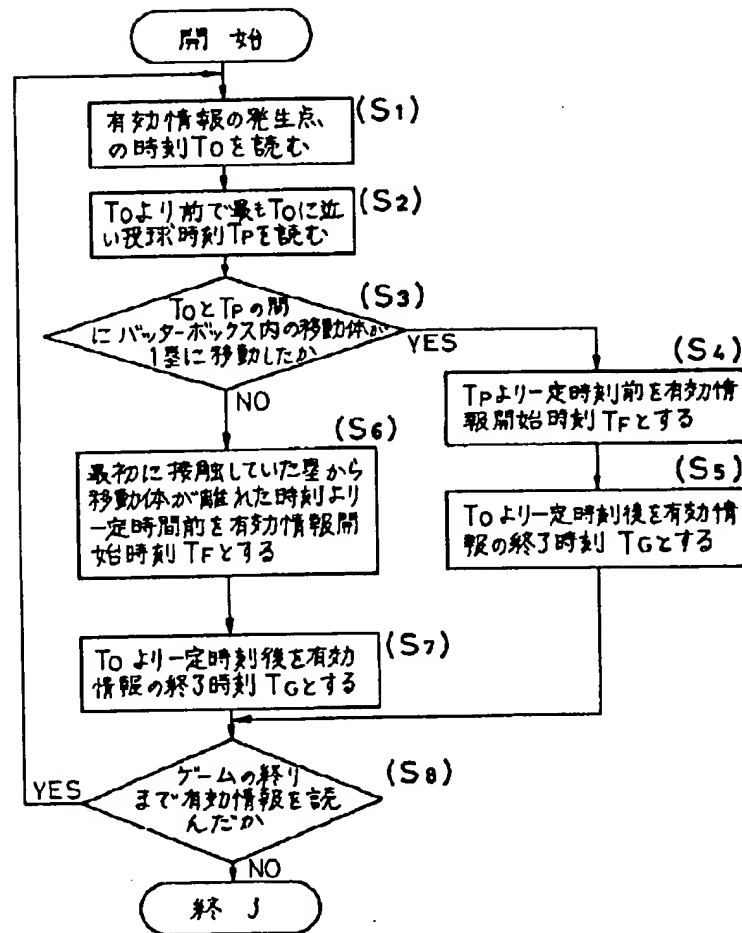 開始
有効情報の発生点
の時刻TOを読む
(S1)
TOより前で最もTOに近
い投球時刻TPを読む
(S2)
TOとTPの間
にバッターボックス内の移動体が
1塁に移動したか
(S3)
YES
NO
(S4)
TPより一定時刻前を有効情
報開始時刻TFとする
(S5)
TOより一定時刻後を有効情
報の終了時刻TGとする
(S6)
最初に接触していた塁から
移動体が離れた時刻より
一定時間前を有効情報開
始時刻TFとする
TOより一定時刻後を有効
情報の終了時刻TGとする
(S7)
ゲームの終り
まで有効情報を読
んだか
(S8)
YES
NO
終了